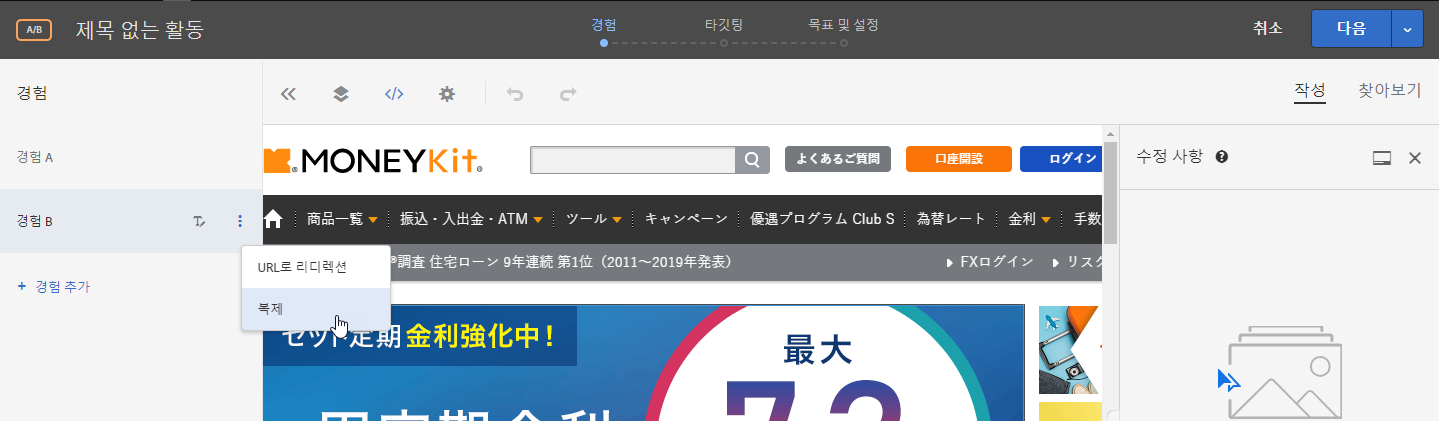 A/B 제목 없는 활동 경험 타기팅 목표 및 설정 취소 다음
경험
작성 찾아보기
경험 A
경험 B
URL로 리디렉션
복제
+ 경험 추가
MONEYKit
よくあるご質問 口座開設 ログイン
商品一覧 振込・入出金・ATM ツール キャンペーン 優遇プログラム Club S 為替レート 金利 手数
®調査 住宅ローン 9年連続 第1位（2011～2019年発表） FXログイン リスク
セット定期 金利強化中！
最大
수정 사항